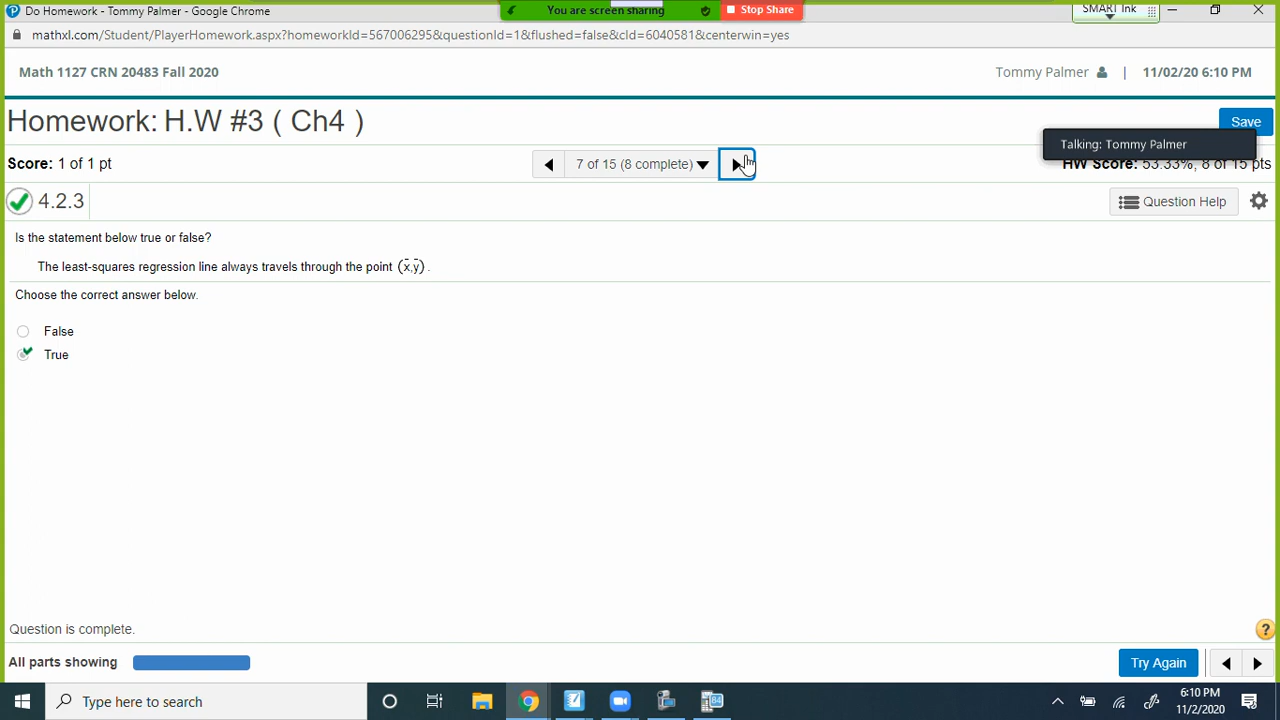 Do Homework - Tommy Palmer - Google Chrome
You are screen sharing
Stop Share
SMART Ink
mathxl.com/Student/PlayerHomework.aspx?homeworkId=567006295&questionId=1&flushed=false&cId=6040581&centerwin=yes
Math 1127 CRN 20483 Fall 2020
Tommy Palmer | 11/02/20 6:10 PM
Homework: H.W #3 ( Ch4 )
Save
Talking: Tommy Palmer
Score: 1 of 1 pt
7 of 15 (8 complete)
HW Score: 53.33%, 8 of 15 pts
4.2.3
Question Help
Is the statement below true or false?
The least-squares regression line always travels through the point (x̄,ȳ) .
Choose the correct answer below.
False
True
Question is complete.
?
All parts showing
Try Again
Type here to search
6:10 PM
11/2/2020